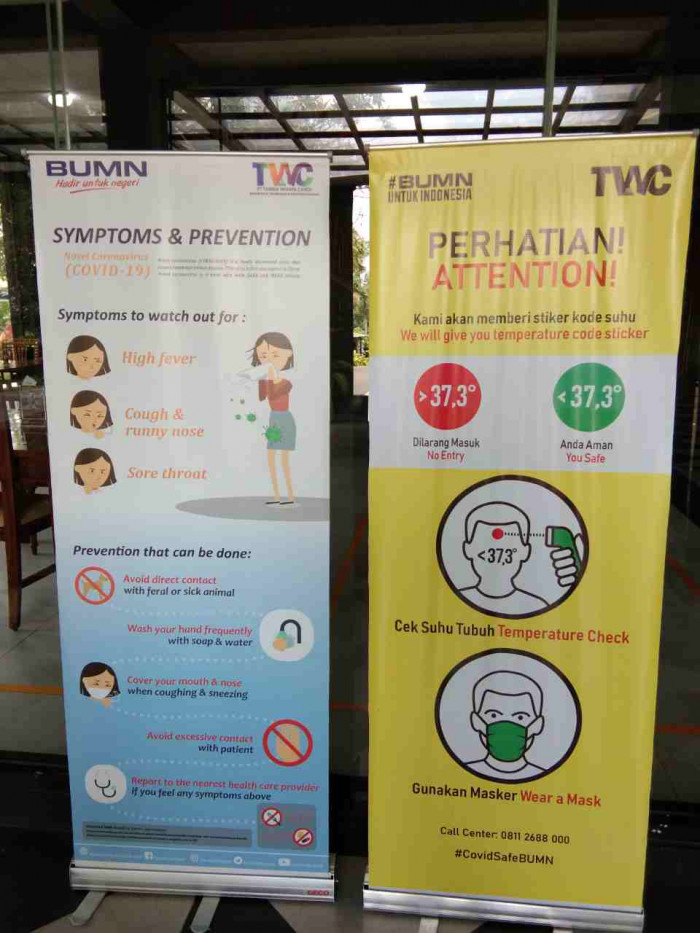 BUMN
Hadir untuk negeri
TWC
SYMPTOMS & PREVENTION
Novel Coronavirus
(COVID-19)
Symptoms to watch out for :
High fever
Cough &
runny nose
Sore throat
Prevention that can be done:
Avoid direct contact
with feral or sick animal
Wash your hand frequently
with soap & water
Cover your mouth & nose
when coughing & sneezing
Avoid excessive contact
with patient
Report to the nearest health care provider
if you feel any symptoms above
#BUMN
UNTUK INDONESIA
TWC
PERHATIAN!
ATTENTION!
Kami akan memberi stiker kode suhu
We will give you temperature code sticker
>37,3°
<37,3°
Dilarang Masuk
No Entry
Anda Aman
You Safe
<37,3°
Cek Suhu Tubuh Temperature Check
Gunakan Masker Wear a Mask
Call Center: 0811 2688 000
#CovidSafeBUMN